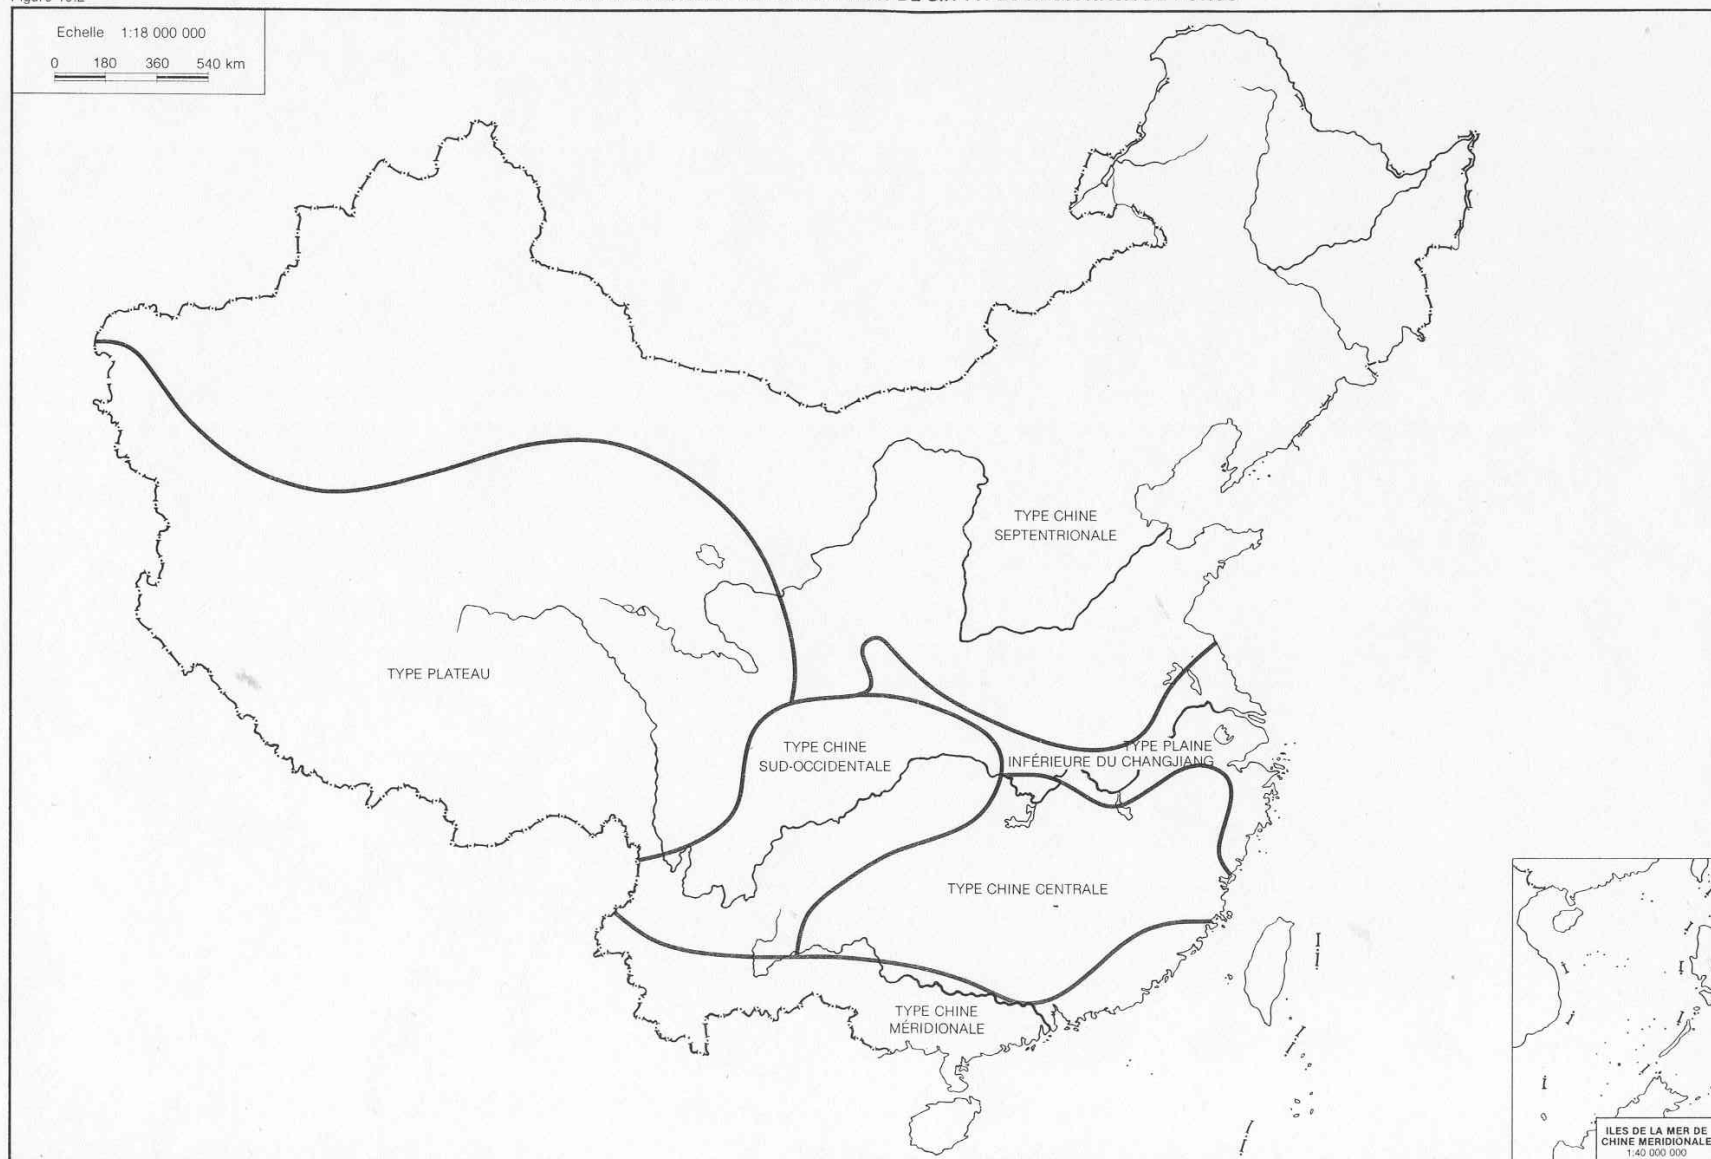 Echelle 1:18 000 000
0 180 360 540 km
TYPE CHINE
SEPTENTRIONALE
TYPE PLATEAU
TYPE CHINE
SUD-OCCIDENTALE
TYPE PLAINE
INFÉRIEURE DU CHANGJIANG
TYPE CHINE CENTRALE
TYPE CHINE
MÉRIDIONALE
ILES DE LA MER DE
CHINE MERIDIONALE
1:40 000 000